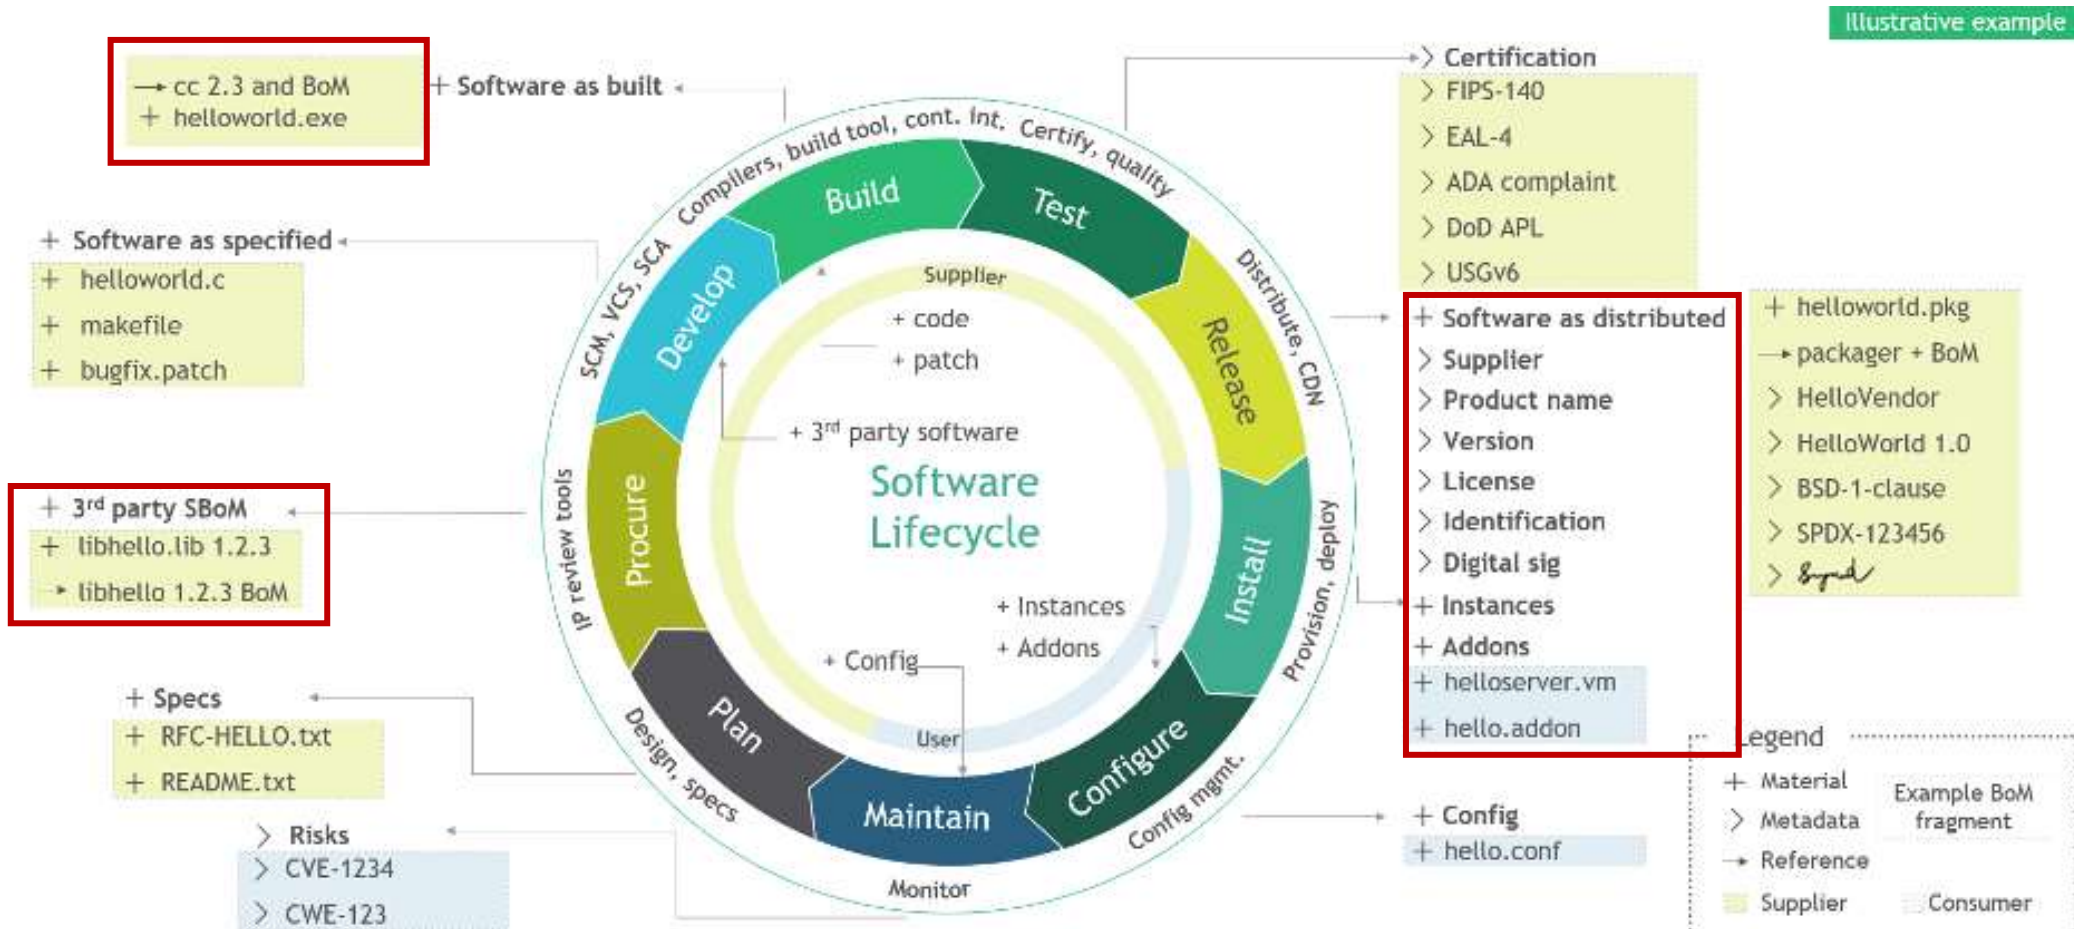 Illustrative example
→ cc 2.3 and BoM
+ helloworld.exe
+ Software as built
+ Software as specified
+ helloworld.c
+ makefile
+ bugfix.patch
+ 3rd party SBoM
+ libhello.lib 1.2.3
→ libhello 1.2.3 BoM
+ Specs
+ RFC-HELLO.txt
+ README.txt
> Risks
> CVE-1234
> CWE-123
Compilers, build tool, cont. int.
Certify, quality
Distribute, CDN
Provision, deploy
Config mgmt.
Monitor
Design, specs
IP review tools
SCM, VCS, SCA
Build
Test
Release
Install
Configure
Maintain
Plan
Procure
Develop
Supplier
+ code
+ patch
+ 3rd party software
Software
Lifecycle
+ Instances
+ Addons
+ Config
User
> Certification
> FIPS-140
> EAL-4
> ADA complaint
> DoD APL
> USGv6
+ Software as distributed
> Supplier
> Product name
> Version
> License
> Identification
> Digital sig
+ Instances
+ Addons
+ helloserver.vm
+ hello.addon
+ helloworld.pkg
→ packager + BoM
> HelloVendor
> HelloWorld 1.0
> BSD-1-clause
> SPDX-123456
>
+ Config
+ hello.conf
Legend
+ Material
> Metadata
→ Reference
Supplier
Example BoM
fragment
Consumer